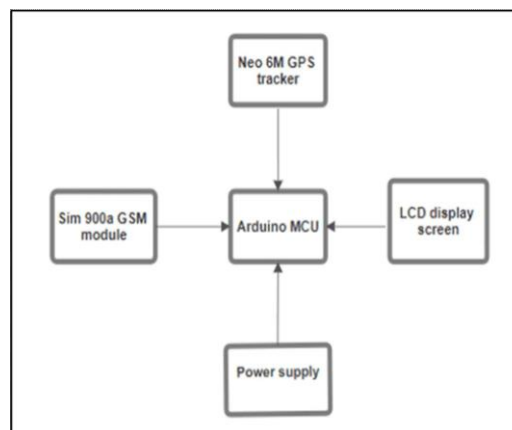 Neo 6M GPS
tracker
Sim 900a GSM
module
Arduino MCU
LCD display
screen
Power supply